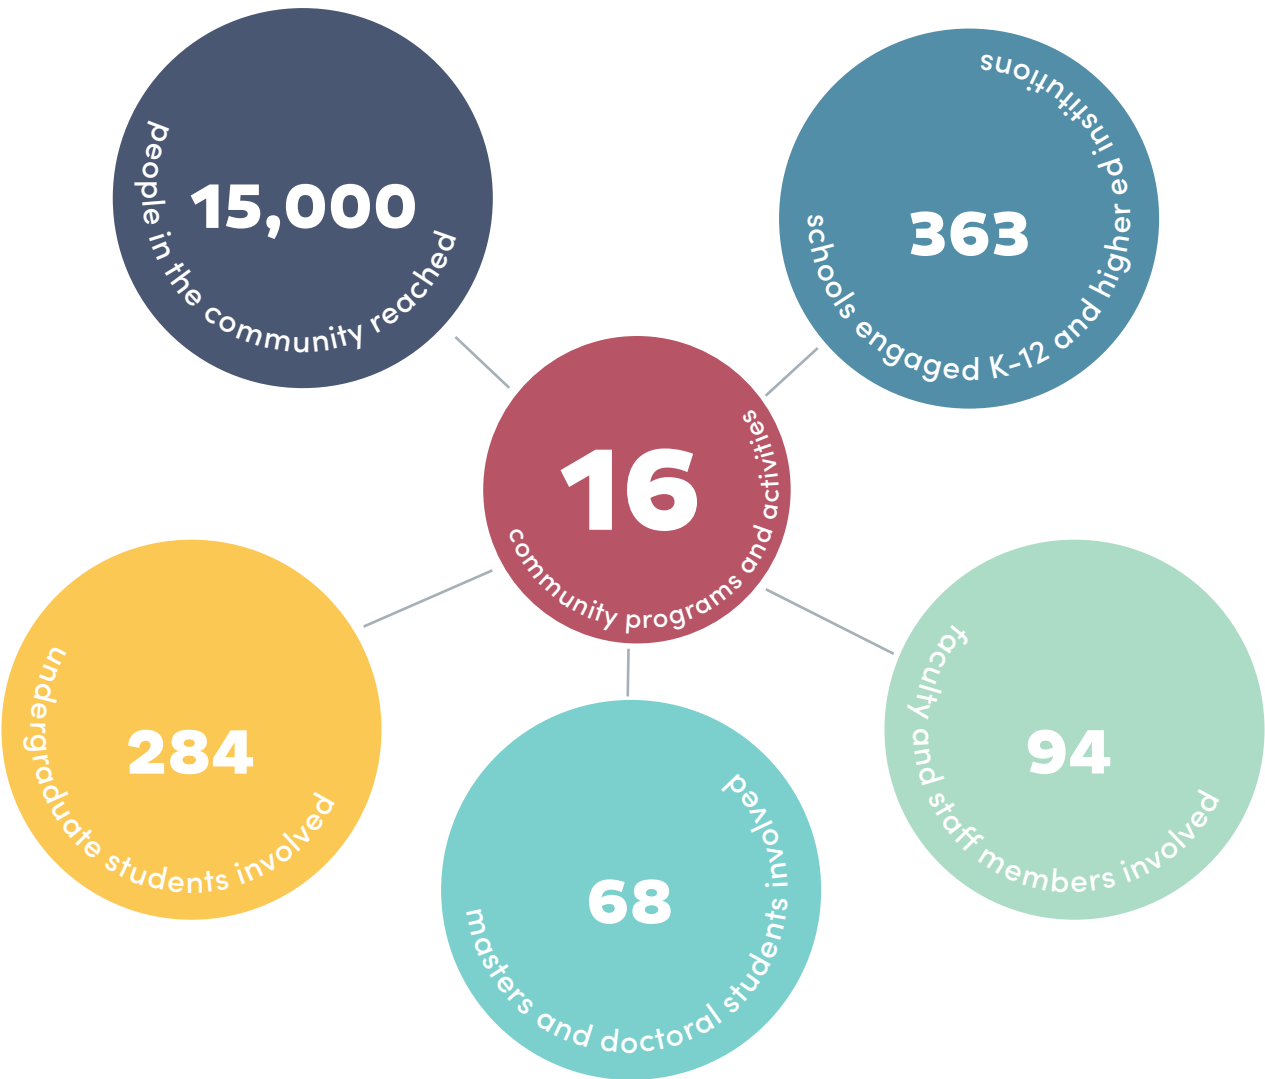 15,000
people in the community reached
363
schools engaged K-12 and higher ed institutions
16
community programs and activities
284
undergraduate students involved
68
masters and doctoral students involved
94
faculty and staff members involved